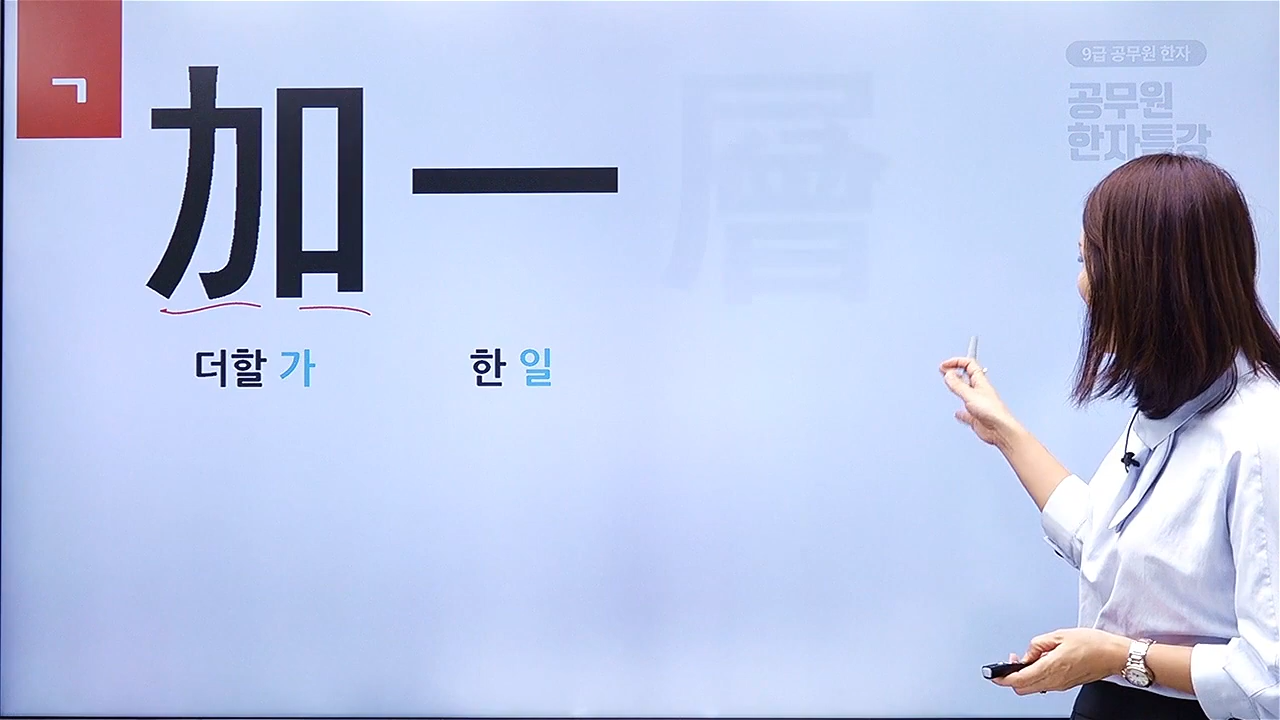 ㄱ
加一層
더할 가 한 일
9급 공무원 한자
공무원
한자특강